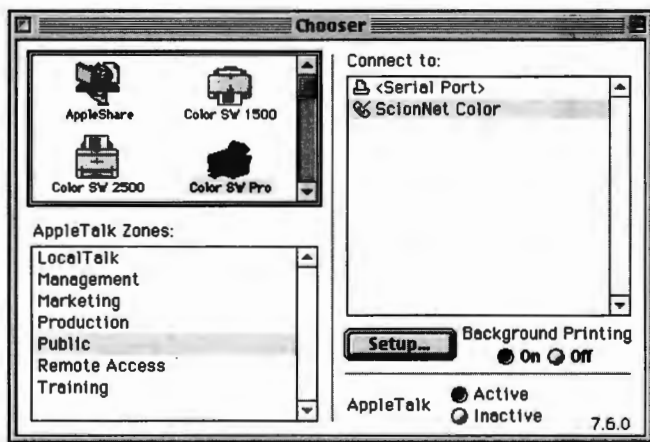 Chooser
AppleShare
Color SW 1500
Color SW 2500
Color SW Pro
AppleTalk Zones:
LocalTalk
Management
Marketing
Production
Public
Remote Access
Training
Connect to:
<Serial Port>
ScionNet Color
Setup...
Background Printing
On Off
AppleTalk
Active
Inactive
7.6.0